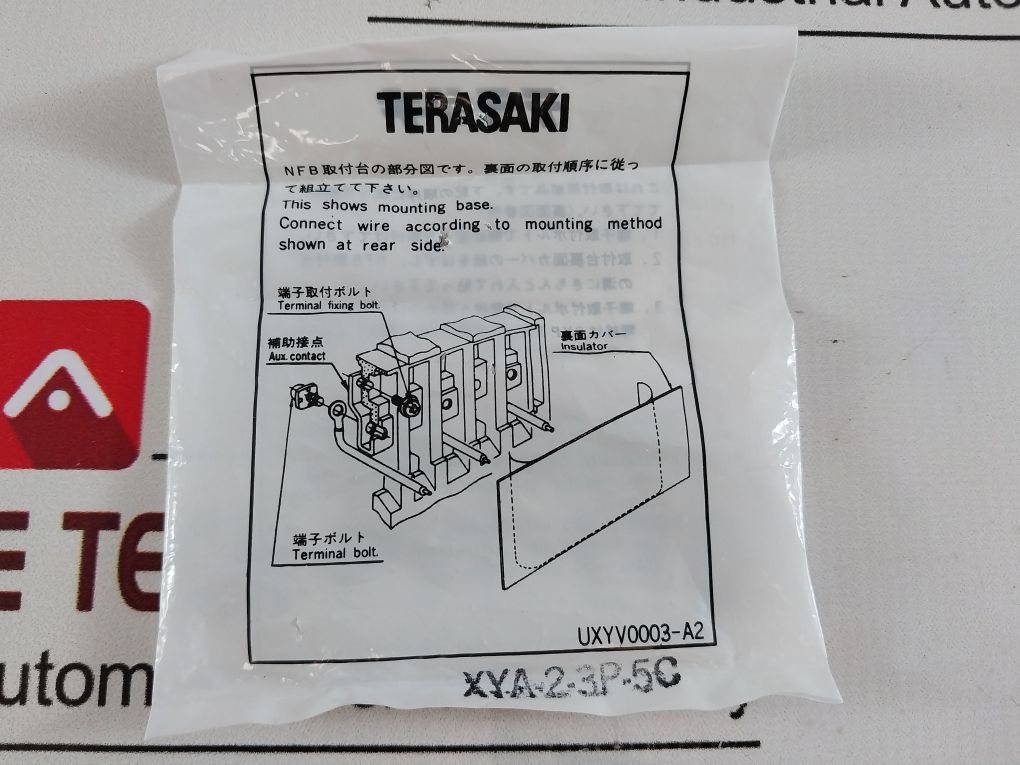 TERASAKI
NFB取付台の部分図です。裏面の取付順序に従っ
て組立てて下さい。
This shows mounting base.
Connect wire according to mounting method
shown at rear side.
端子取付ボルト
Terminal fixing bolt.
補助接点
Aux. contact
裏面カバー
Insulator
端子ボルト
Terminal bolt.
UXYV0003-A2
XYA-2-3P-5C
E TE
utom